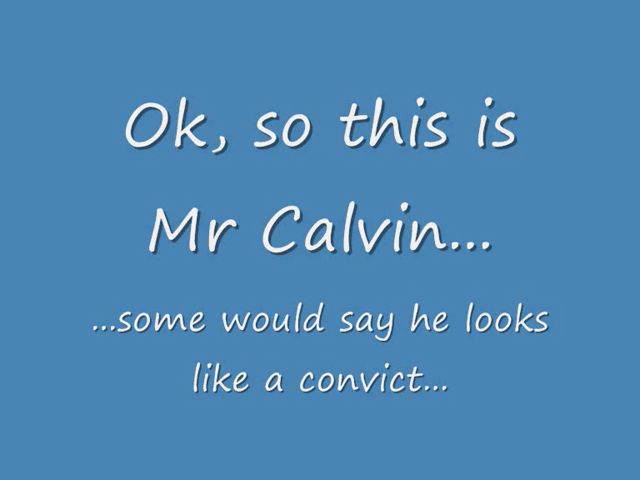 Ok, so this is
Mr Calvin...
...some would say he looks
like a convict...